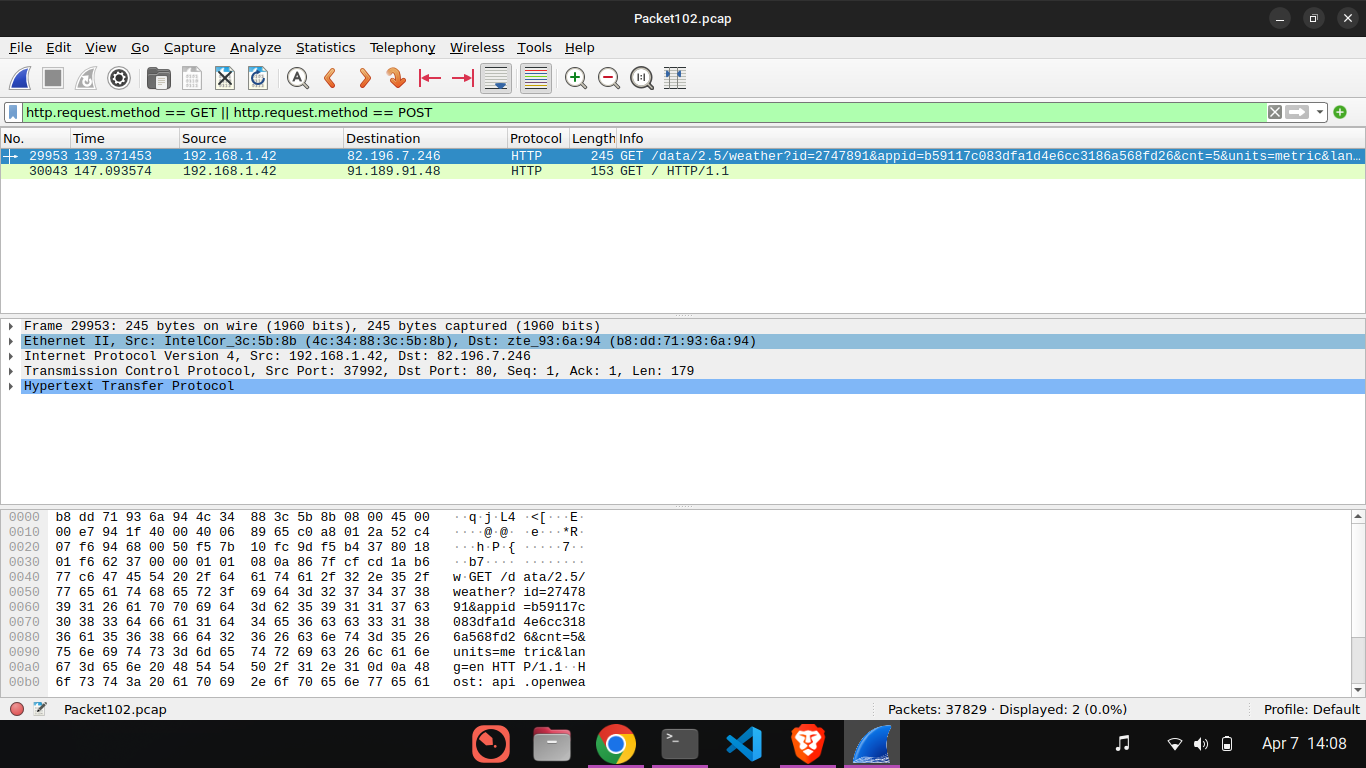 Packet102.pcap
File Edit View Go Capture Analyze Statistics Telephony Wireless Tools Help
http.request.method == GET || http.request.method == POST
No. Time Source Destination Protocol Length Info
29953 139.371453 192.168.1.42 82.196.7.246 HTTP 245 GET /data/2.5/weather?id=2747891&appid=b59117c083dfa1d4e6cc3186a568fd26&cnt=5&units=metric&lan…
30043 147.093574 192.168.1.42 91.189.91.48 HTTP 153 GET / HTTP/1.1
Frame 29953: 245 bytes on wire (1960 bits), 245 bytes captured (1960 bits)
Ethernet II, Src: IntelCor_3c:5b:8b (4c:34:88:3c:5b:8b), Dst: zte_93:6a:94 (b8:dd:71:93:6a:94)
Internet Protocol Version 4, Src: 192.168.1.42, Dst: 82.196.7.246
Transmission Control Protocol, Src Port: 37992, Dst Port: 80, Seq: 1, Ack: 1, Len: 179
Hypertext Transfer Protocol
0000 b8 dd 71 93 6a 94 4c 34 88 3c 5b 8b 08 00 45 00 ··q·j·L4 ·<[···E·
0010 00 e7 94 1f 40 00 40 06 89 65 c0 a8 01 2a 52 c4 ····@·@· ·e···*R·
0020 07 f6 94 68 00 50 f5 7b 10 fc 9d f5 b4 37 80 18 ···h·P·{ ·····7··
0030 01 f6 62 37 00 00 01 01 08 0a 86 7f cf cd 1a b6 ··b7···· ········
0040 77 c6 47 45 54 20 2f 64 61 74 61 2f 32 2e 35 2f w·GET /d ata/2.5/
0050 77 65 61 74 68 65 72 3f 69 64 3d 32 37 34 37 38 weather? id=27478
0060 39 31 26 61 70 70 69 64 3d 62 35 39 31 31 37 63 91&appid =b59117c
0070 30 38 33 64 66 61 31 64 34 65 36 63 63 33 31 38 083dfa1d 4e6cc318
0080 36 61 35 36 38 66 64 32 36 26 63 6e 74 3d 35 26 6a568fd2 6&cnt=5&
0090 75 6e 69 74 73 3d 6d 65 74 72 69 63 26 6c 61 6e units=me tric&lan
00a0 67 3d 65 6e 20 48 54 54 50 2f 31 2e 31 0d 0a 48 g=en HTT P/1.1··H
00b0 6f 73 74 3a 20 61 70 69 2e 6f 70 65 6e 77 65 61 ost: api .openwea
Packet102.pcap Packets: 37829 · Displayed: 2 (0.0%) Profile: Default
Apr 7 14:08